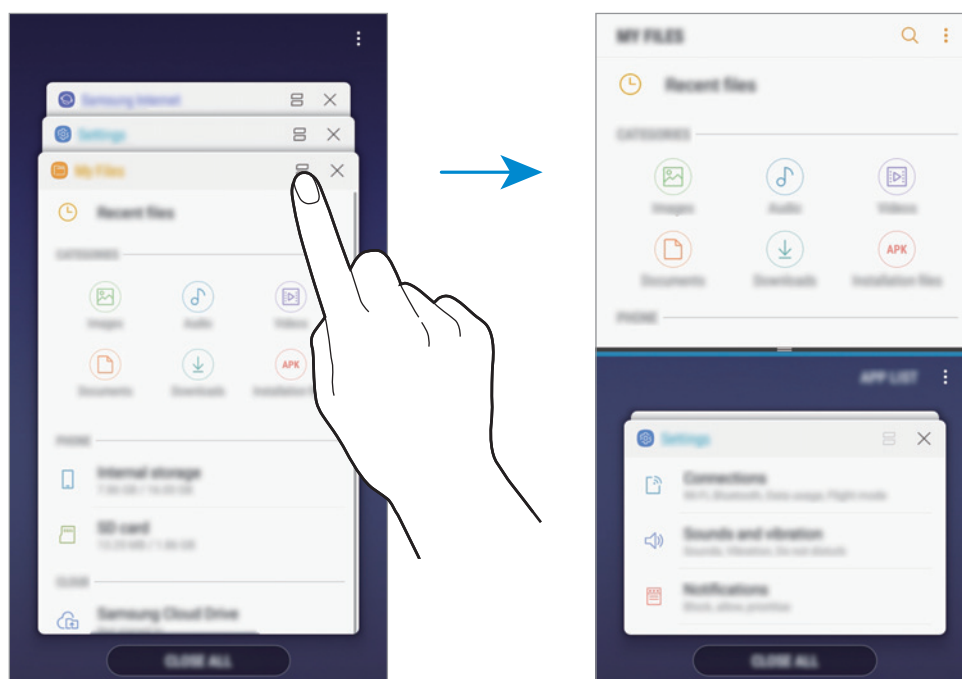 Samsung Internet
Settings
My Files
Recent files
CATEGORIES
Images
Audio
Videos
Documents
Downloads
APK
Installation f
PHONE
Internal storage
SD card
CLOUD
Samsung Cloud Drive
CLOSE ALL
MY FILES
Recent files
CATEGORIES
Images
Audio
Videos
Documents
Downloads
APK
Installation files
PHONE
APP LIST
Settings
Connections
Wi-Fi, Bluetooth, Data usage, Flight mode
Sounds and vibration
Sounds, Vibration, Do not disturb
Notifications
Block, allow, prioritise
CLOSE ALL